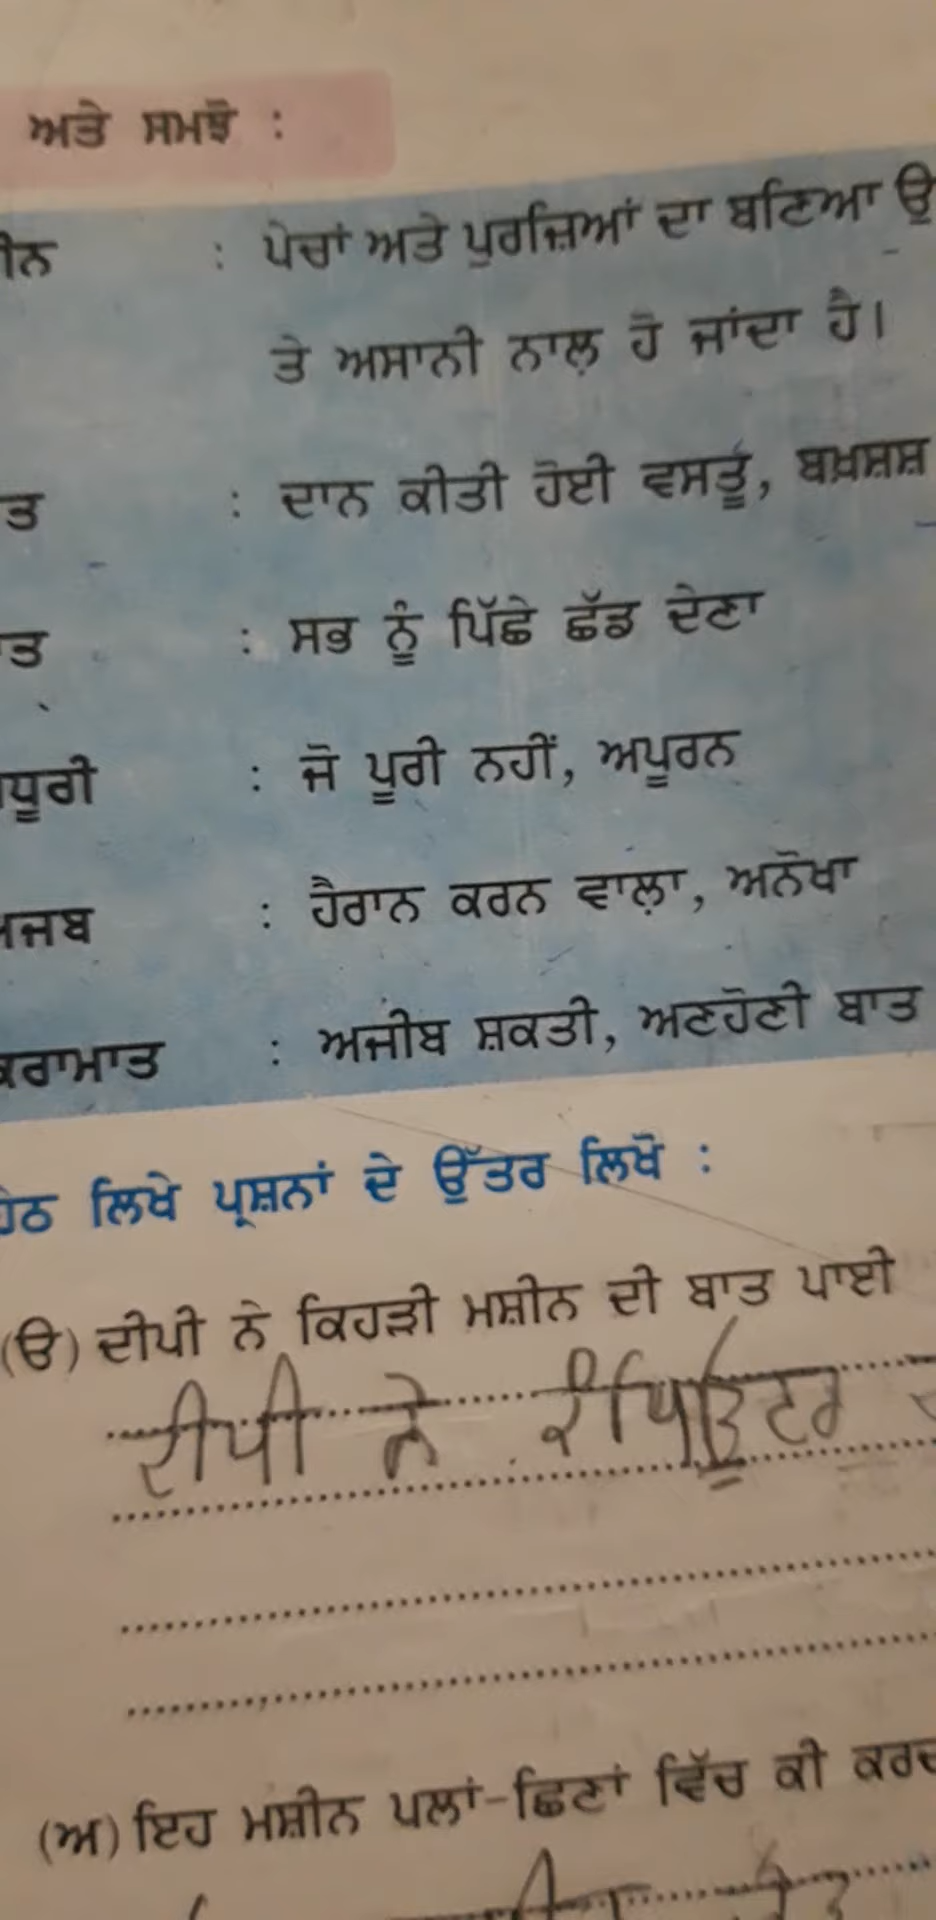 ਅਤੇ ਸਮਝੋ :
: ਪੇਚਾਂ ਅਤੇ ਪੁਰਜ਼ਿਆਂ ਦਾ ਬਣਿਆ
ਤੇ ਅਸਾਨੀ ਨਾਲ਼ ਹੋ ਜਾਂਦਾ ਹੈ।
: ਦਾਨ ਕੀਤੀ ਹੋਈ ਵਸਤੂ, ਬਖ਼ਸ਼ਸ਼
: ਸਭ ਨੂੰ ਪਿੱਛੇ ਛੱਡ ਦੇਣਾ
: ਜੋ ਪੂਰੀ ਨਹੀਂ, ਅਪੂਰਨ
: ਹੈਰਾਨ ਕਰਨ ਵਾਲ਼ਾ, ਅਨੋਖਾ
ਕਰਾਮਾਤ : ਅਜੀਬ ਸ਼ਕਤੀ, ਅਣਹੋਣੀ ਬਾਤ
ਹੇਠ ਲਿਖੇ ਪ੍ਰਸ਼ਨਾਂ ਦੇ ਉੱਤਰ ਲਿਖੋ :
(ੳ) ਦੀਪੀ ਨੇ ਕਿਹੜੀ ਮਸ਼ੀਨ ਦੀ ਬਾਤ ਪਾਈ
ਦੀਪੀ ਨੇ ਕੰਪਿਊਟਰ
(ਅ) ਇਹ ਮਸ਼ੀਨ ਪਲਾਂ-ਛਿਣਾਂ ਵਿੱਚ ਕੀ